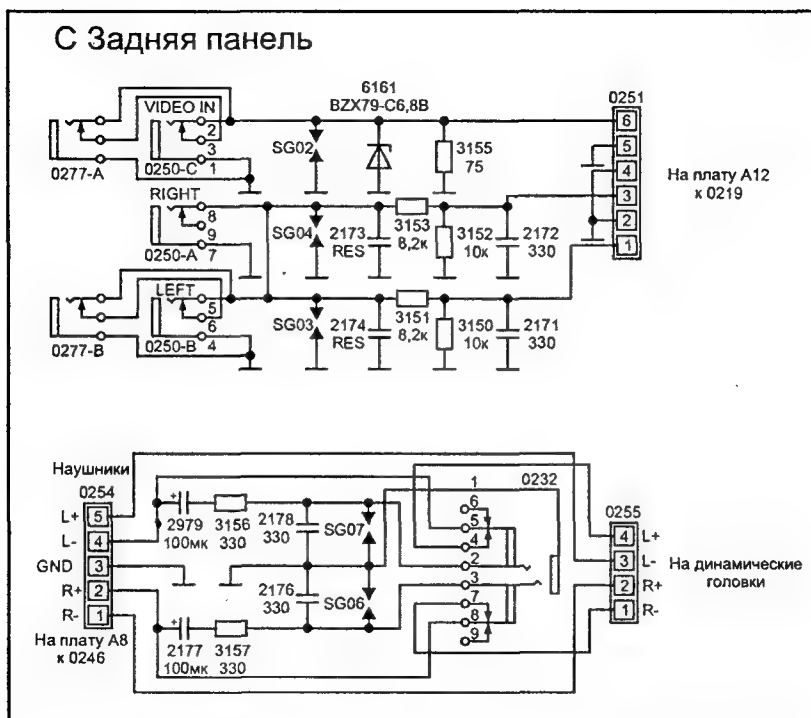 С Задняя панель
6161
BZX79-C6,8B
0251
VIDEO IN
2
3
1
0277-A
0250-C
SG02
3155
75
6
5
4
3
2
1
На плату А12
к 0219
RIGHT
8
9
7
0250-A
SG04
2173
RES
3153
8,2к
3152
10к
2172
330
LEFT
5
6
4
0277-B
0250-B
SG03
2174
RES
3151
8,2к
3150
10к
2171
330
Наушники
0254
L+
5
L-
4
GND
3
R+
2
R-
1
На плату А8
к 0246
2979
100мк
3156
330
2178
330
SG07
2176
330
SG06
2177
100мк
3157
330
1
0232
6
5
4
2
3
7
8
9
0255
4
L+
3
L-
2
R+
1
R-
На динамические
головки